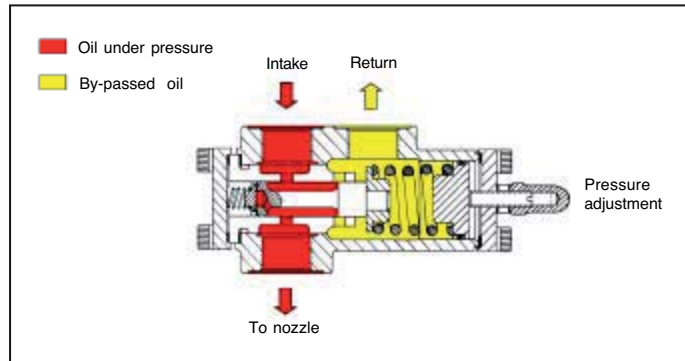 Oil under pressure
By-passed oil
Intake
Return
Pressure
adjustment
To nozzle